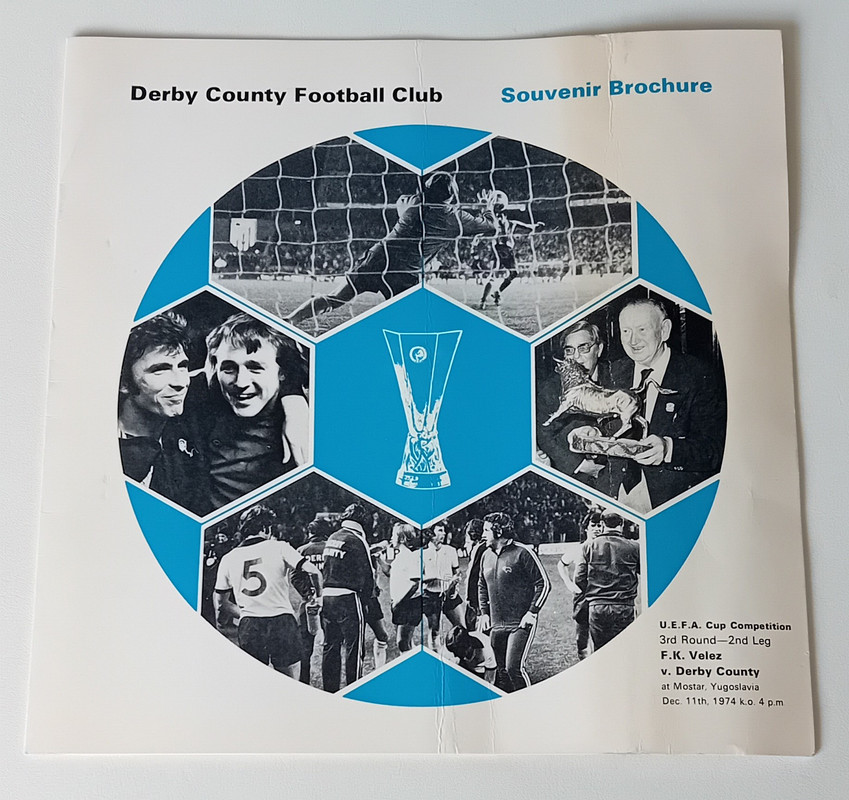 Derby County Football Club
Souvenir Brochure
5
U.E.F.A. Cup Competition
3rd Round—2nd Leg
F.K. Velez
v. Derby County
at Mostar, Yugoslavia
Dec. 11th, 1974 k.o. 4 p.m